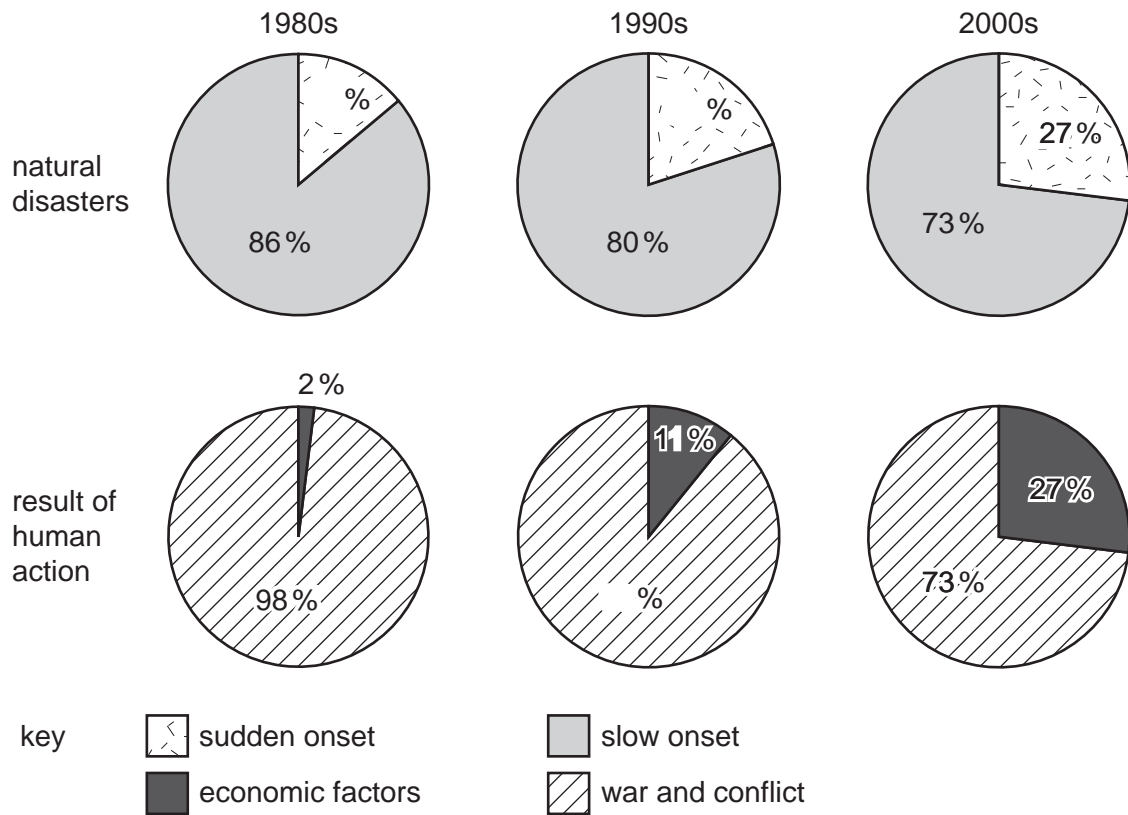 1980s
1990s
2000s
natural
disasters
%
86 %
%
80 %
27 %
73 %
result of
human
action
2 %
98 %
11 %
%
27 %
73 %
key
sudden onset
slow onset
economic factors
war and conflict